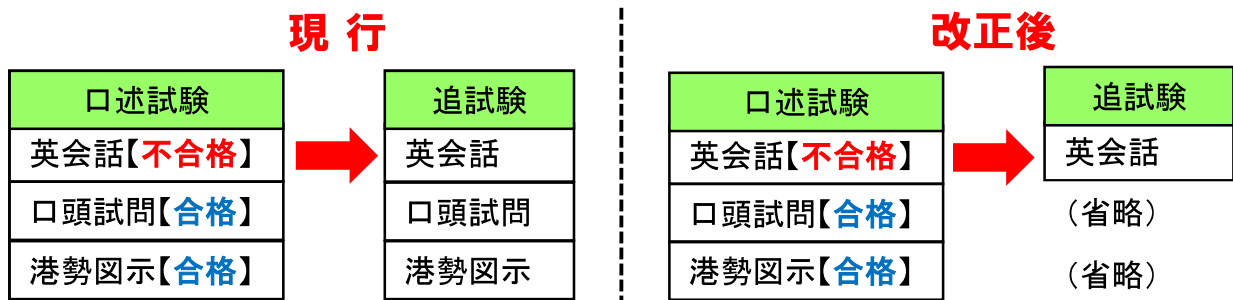 現 行
口述試験
英会話【不合格】
口頭試問【合格】
港勢図示【合格】
追試験
英会話
口頭試問
港勢図示
改正後
口述試験
英会話【不合格】
口頭試問【合格】
港勢図示【合格】
追試験
英会話
（省略）
（省略）